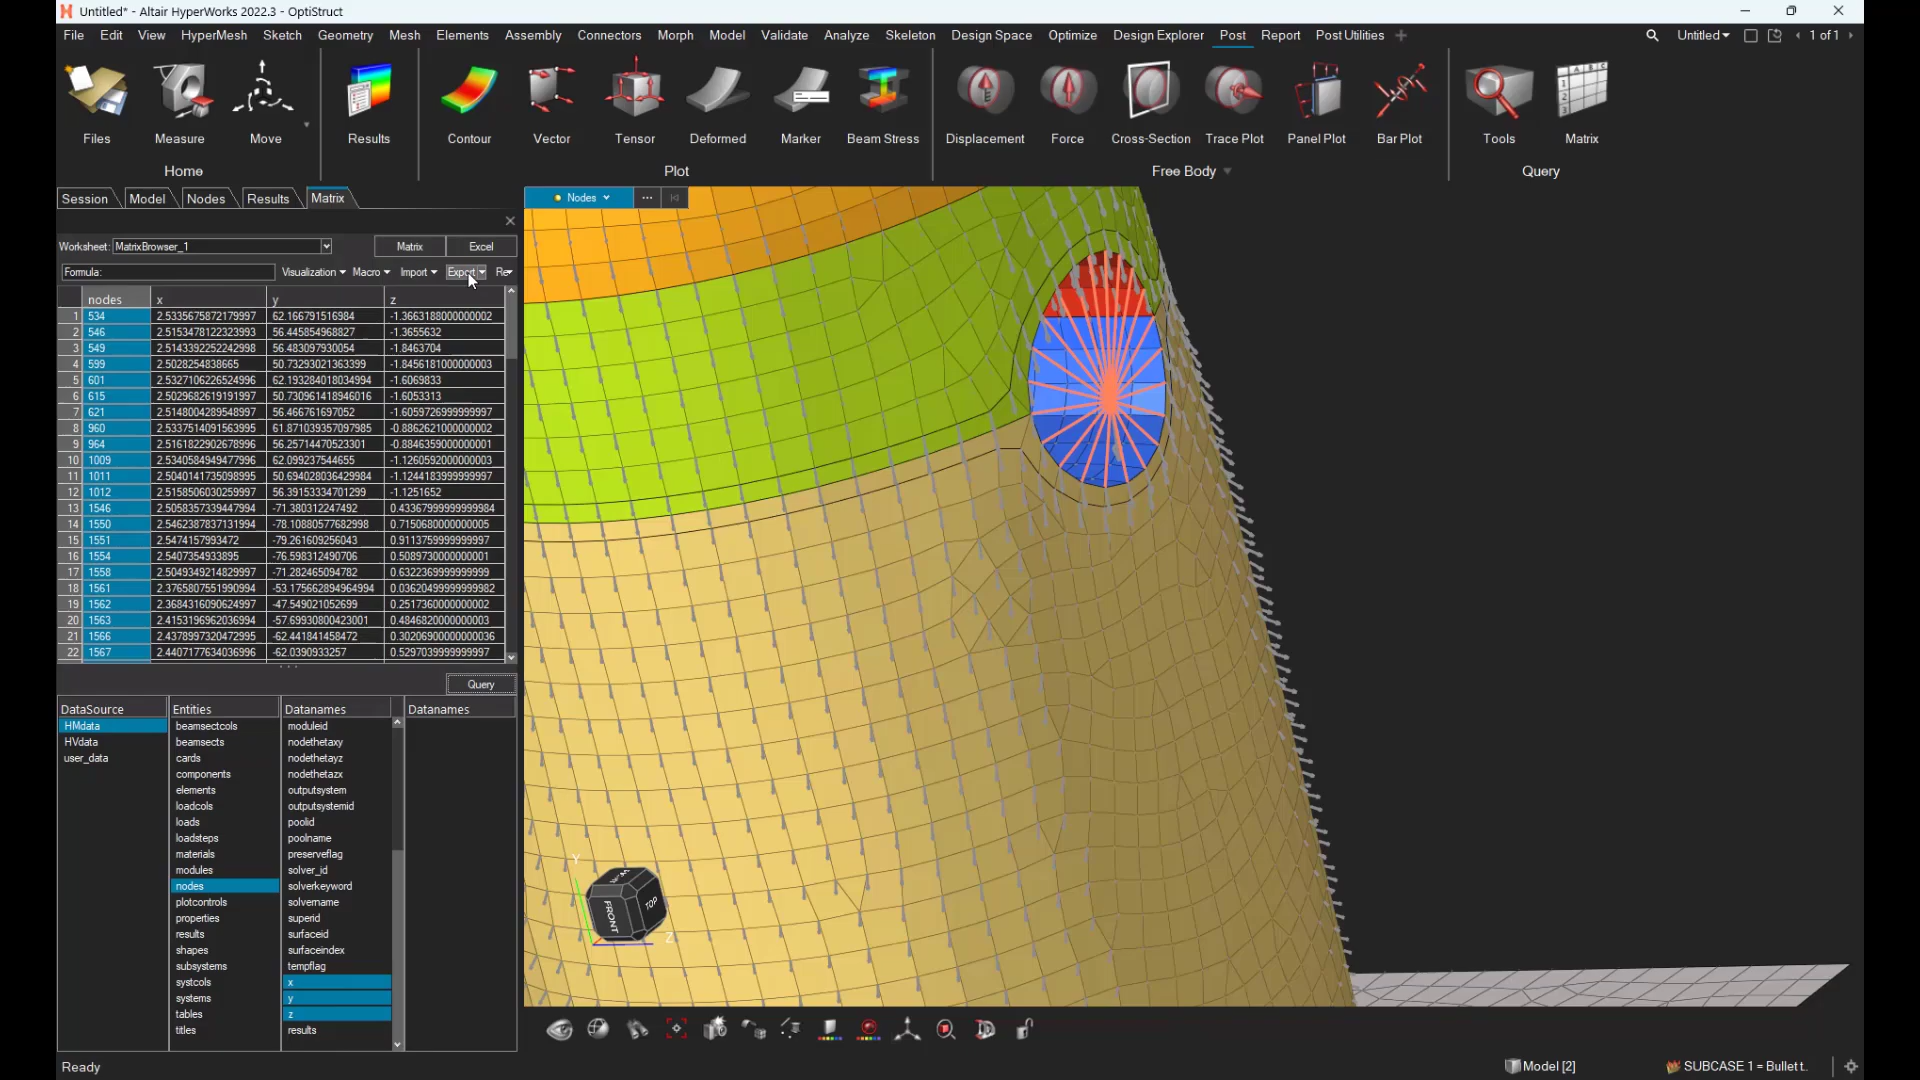 Untitled* - Altair HyperWorks 2022.3 - OptiStruct
File Edit View HyperMesh Sketch Geometry Mesh Elements Assembly Connectors Morph Model Validate Analyze Skeleton Design Space Optimize Design Explorer Post Report Post Utilities Untitled 1 of 1
Files Measure Move Results Contour Vector Tensor Deformed Marker Beam Stress Displacement Force Cross-Section Trace Plot Panel Plot Bar Plot Tools Matrix
Home Plot Free Body Query
Session Model Nodes Results Matrix
Nodes
Worksheet: MatrixBrowser_1 Matrix Excel
Formula: Visualization Macro Import Export Re
nodes x y z
1 534 2.5335675872179997 62.166791516984 -1.3663188000000002
2 546 2.5153478122323993 56.445854968827 -1.3655632
3 549 2.5143392252242998 56.483097930054 -1.8463704
4 599 2.5028254838665 50.73293021363399 -1.8456181000000003
5 601 2.5327106226524996 62.193284018034994 -1.6069833
6 615 2.5029682619191997 50.730961418946016 -1.6053313
7 621 2.5148004289548997 56.466761697052 -1.6059726999999997
8 960 2.5337514091563995 61.871039357097985 -0.8862621000000002
9 964 2.5161822902678996 56.25714470523301 -0.8846359000000001
10 1009 2.5340584949477996 62.099237544655 -1.1260592000000003
11 1011 2.5040141735098995 50.694028036429984 -1.1244183999999997
12 1012 2.5158506030259997 56.39153334701299 -1.1251652
13 1546 2.5058357339447994 -71.380312247492 0.43367999999999984
14 1550 2.5462387837131994 -78.10880577682998 0.7150680000000005
15 1551 2.5474157993472 -79.261609256043 0.9113759999999997
16 1554 2.5407354933895 -76.598312490706 0.5089730000000001
17 1558 2.5049349214829997 -71.282465094782 0.6322369999999999
18 1561 2.3765807551990994 -53.175662894964994 0.03620499999999982
19 1562 2.3684316090624997 -47.549021052699 0.2517360000000002
20 1563 2.4153196962036994 -57.69930800423001 0.4846820000000003
21 1566 2.4378997320472995 -62.441841458472 0.30206900000000036
22 1567 2.4407177634036996 -62.0390933257 0.5297039999999997
Query
DataSource Entities Datanames Datanames
HMdata beamsectcols moduleid
HVdata beamsects nodethetaxy
user_data cards nodethetayz
components nodethetazx
elements outputsystem
loadcols outputsystemid
loads poolid
loadsteps poolname
materials preserveflag
modules solver_id
nodes solverkeyword
plotcontrols solvername
properties superid
results surfaceid
shapes surfaceindex
subsystems tempflag
systcols x
systems y
tables z
titles results
Y
FRONT TOP
Z
Ready Model [2] SUBCASE 1 = Bullet t..